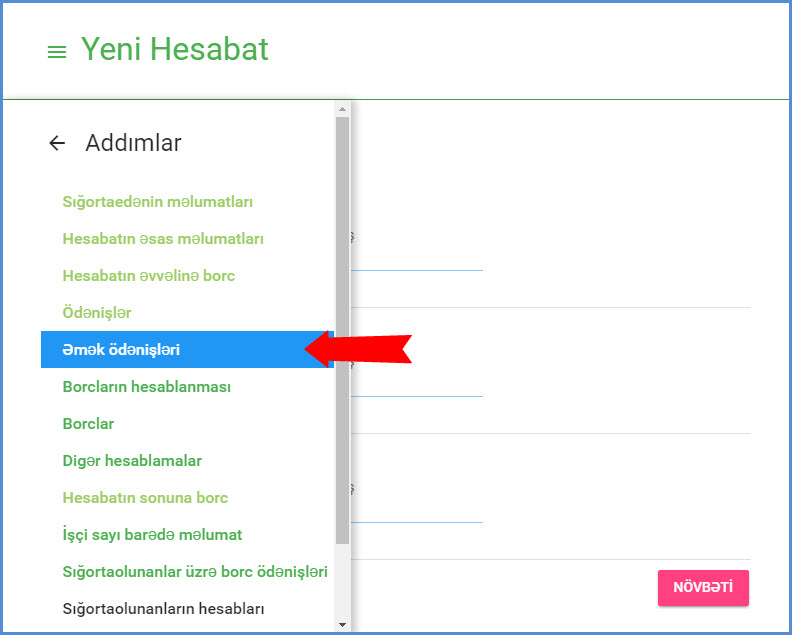 Yeni Hesabat
Addımlar
Sığortaedənin məlumatları
Hesabatın əsas məlumatları
Hesabatın əvvəlinə borc
Ödənişlər
Əmək ödənişləri
Borcların hesablanması
Borclar
Digər hesablamalar
Hesabatın sonuna borc
İşçi sayı barədə məlumat
Sığortaolunanlar üzrə borc ödənişləri
Sığortaolunanların hesabları
NÖVBƏTİ